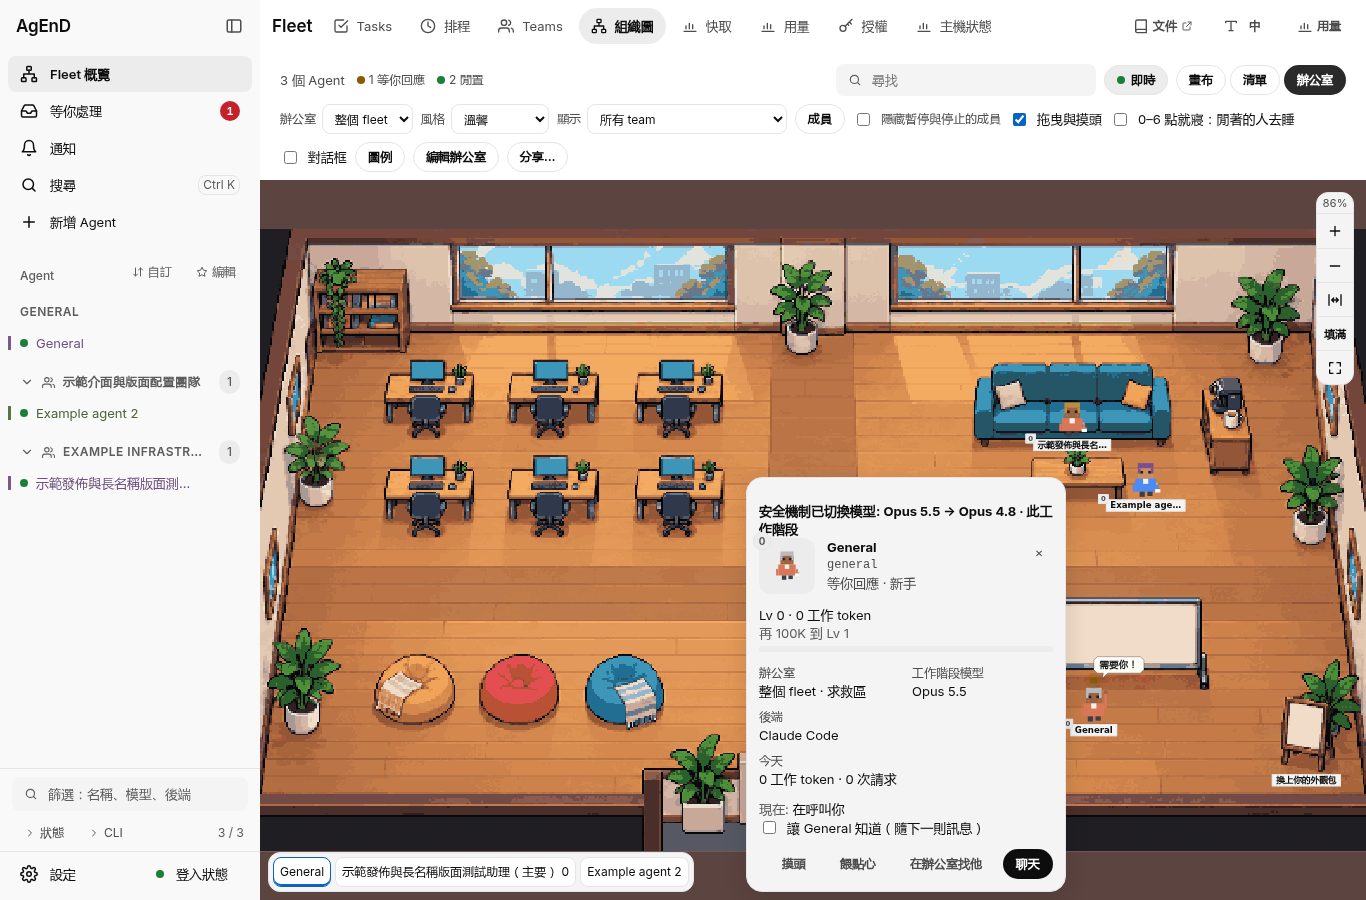 AgEnD
Fleet 概覽
等你處理 1
通知
搜尋 Ctrl K
新增 Agent
Agent 自訂 編輯
GENERAL
General
示範介面與版面配置團隊 1
Example agent 2
EXAMPLE INFRASTR... 1
示範發佈與長名稱版面測...
篩選：名稱、模型、後端
狀態 CLI 3 / 3
設定 登入狀態
Fleet Tasks 排程 Teams 組織圖 快取 用量 授權 主機狀態 文件 中 用量
3 個 Agent 1 等你回應 2 閒置 尋找 即時 畫布 清單 辦公室
辦公室 整個 fleet 風格 溫馨 顯示 所有 team 成員 隱藏暫停與停止的成員 拖曳與摸頭 0–6 點就寢：閒著的人去睡
對話框 圖例 編輯辦公室 分享...
86%
填滿
0
示範發佈與長名...
0
Example age...
安全機制已切換模型: Opus 5.5 → Opus 4.8 · 此工
作階段
0
General
general
等你回應 · 新手
×
Lv 0 · 0 工作 token
再 100K 到 Lv 1
辦公室 工作階段模型
整個 fleet · 求救區 Opus 5.5
後端
Claude Code
今天
0 工作 token · 0 次請求
現在: 在呼叫你
讓 General 知道（隨下一則訊息）
摸頭 餵點心 在辦公室找他 聊天
需要你！
0
General
換上你的外觀包
General 示範發佈與長名稱版面測試助理（主要）0 Example agent 2